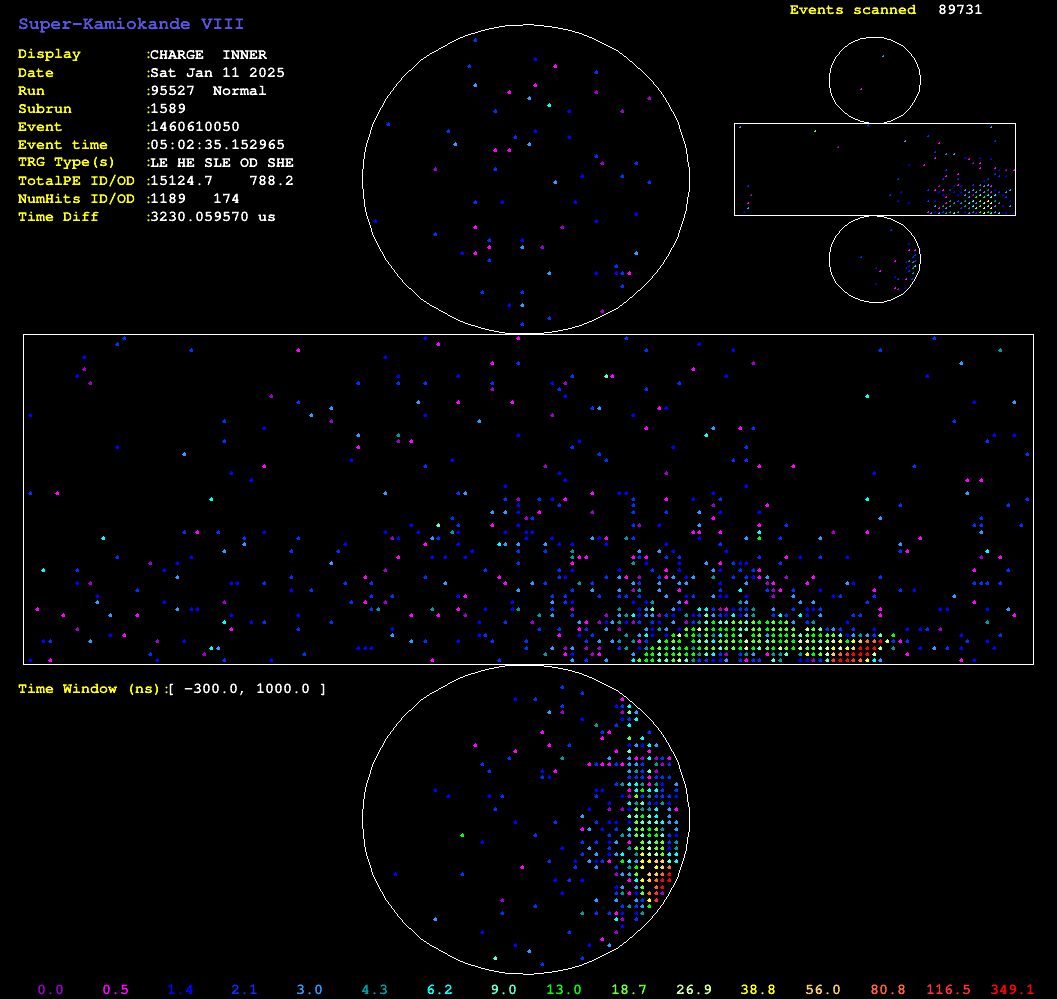 Super-Kamiokande VIII
Events scanned 89731
Display :CHARGE INNER
Date :Sat Jan 11 2025
Run :95527 Normal
Subrun :1589
Event :1460610050
Event time :05:02:35.152965
TRG Type(s) :LE HE SLE OD SHE
TotalPE ID/OD :15124.7 788.2
NumHits ID/OD :1189 174
Time Diff :3230.059570 us
Time Window (ns):[ -300.0, 1000.0 ]
0.0 0.5 1.4 2.1 3.0 4.3 6.2 9.0 13.0 18.7 26.9 38.8 56.0 80.8 116.5 349.1